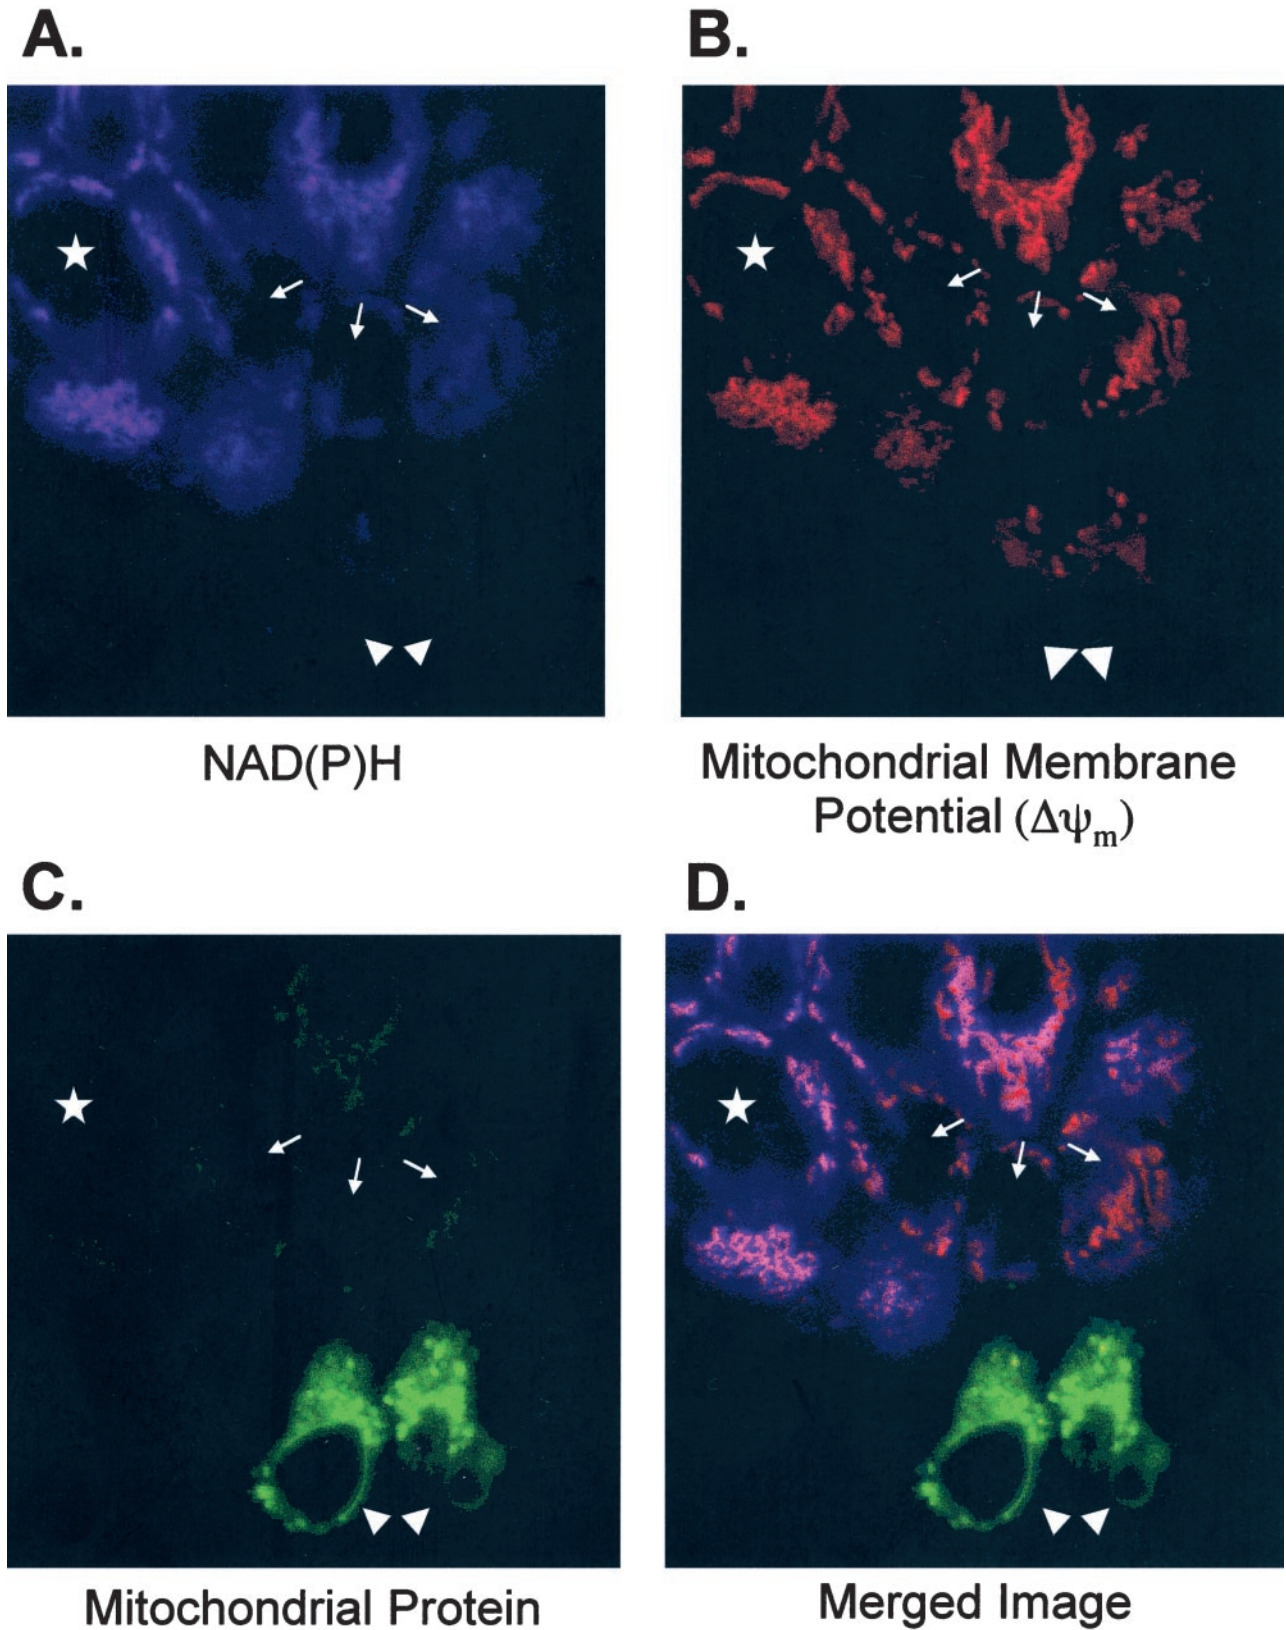 A.
B.
NAD(P)H
Mitochondrial Membrane
Potential (Δψm)
C.
D.
Mitochondrial Protein
Merged Image